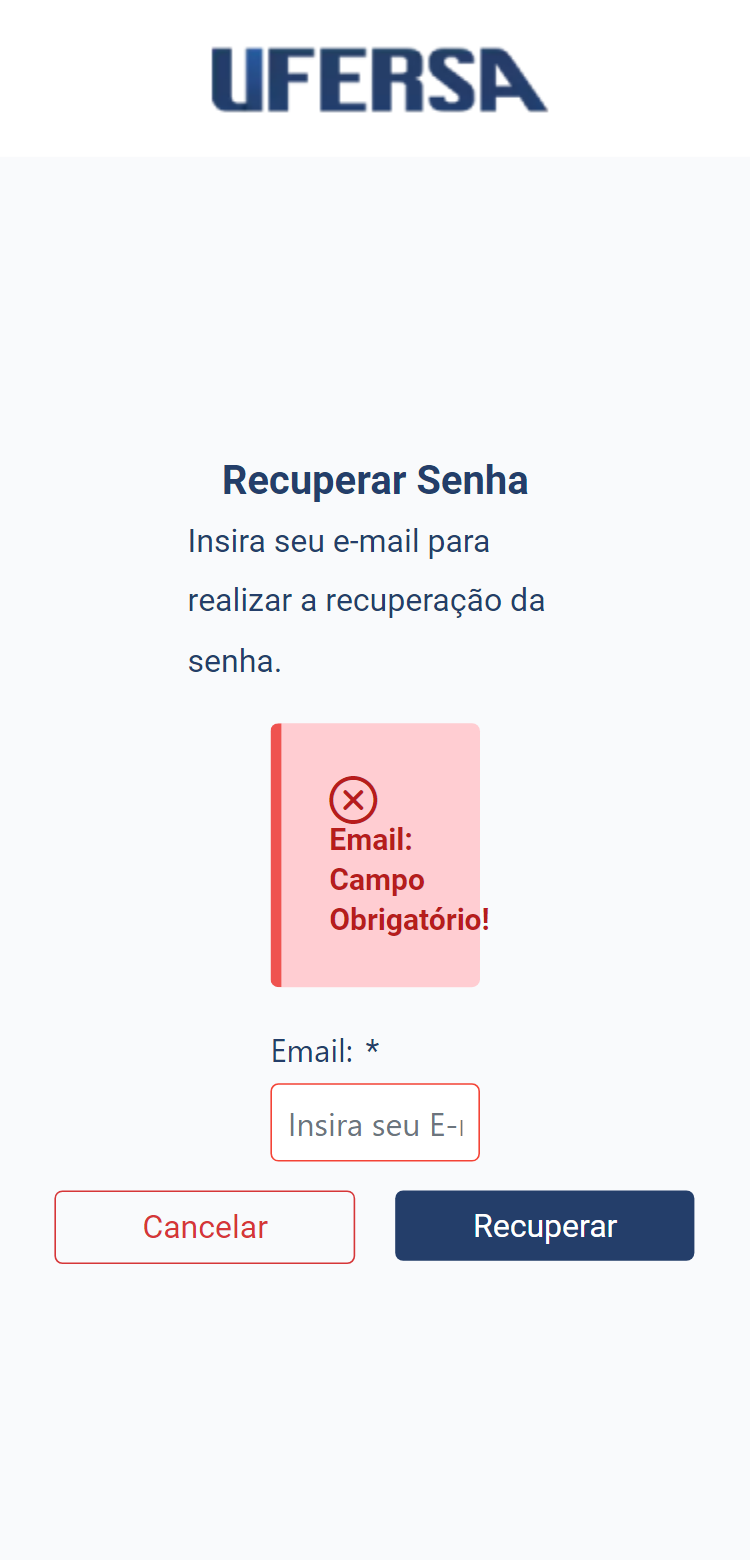 UFERSA
Recuperar Senha
Insira seu e-mail para
realizar a recuperação da
senha.
Email:
Campo
Obrigatório!
Email: *
Insira seu E-
Cancelar
Recuperar